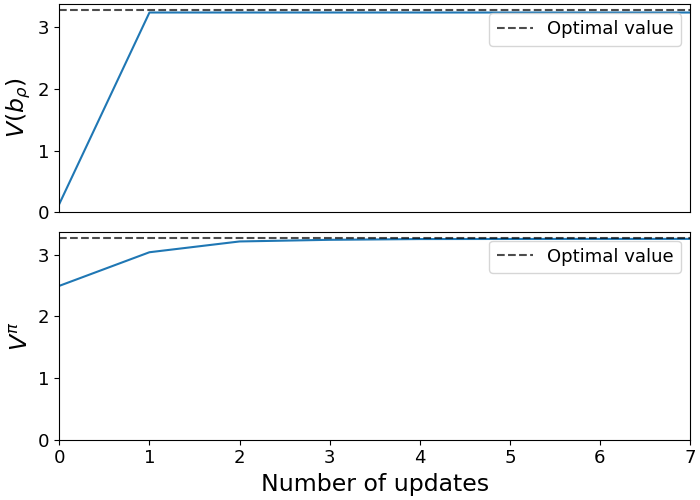 3
2
1
0
V(b_ρ)
Optimal value
3
2
1
0
V^π
Optimal value
0 1 2 3 4 5 6 7
Number of updates